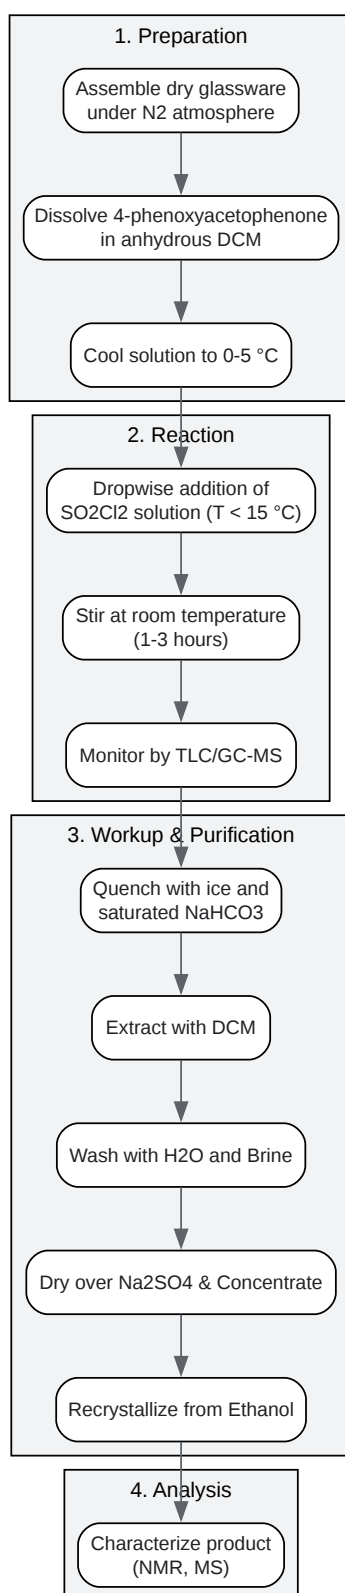 1. Preparation
Assemble dry glassware
under N2 atmosphere
Dissolve 4-phenoxyacetophenone
in anhydrous DCM
Cool solution to 0-5 °C
2. Reaction
Dropwise addition of
SO2Cl2 solution (T < 15 °C)
Stir at room temperature
(1-3 hours)
Monitor by TLC/GC-MS
3. Workup & Purification
Quench with ice and
saturated NaHCO3
Extract with DCM
Wash with H2O and Brine
Dry over Na2SO4 & Concentrate
Recrystallize from Ethanol
4. Analysis
Characterize product
(NMR, MS)